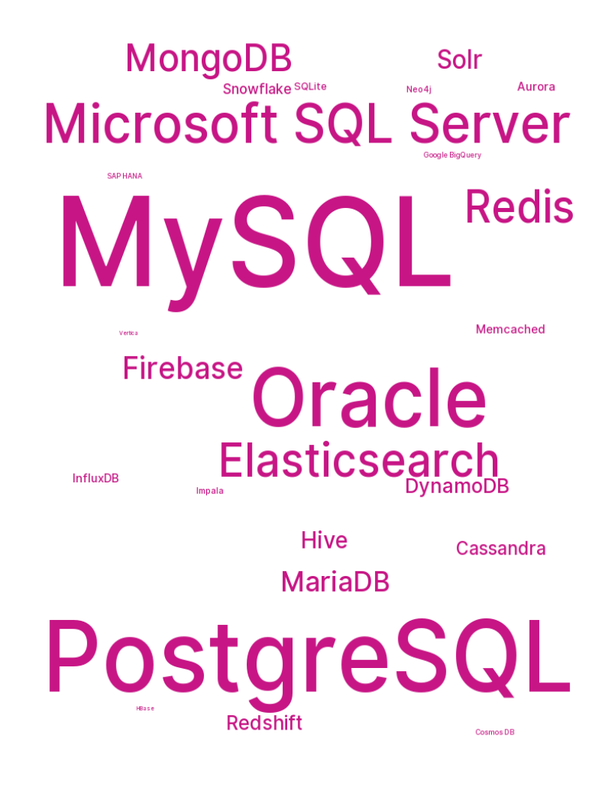 MongoDB
Solr
Snowflake
SQLite
Neo4j
Aurora
Microsoft SQL Server
Google BigQuery
SAP HANA
MySQL
Redis
Vertica
Memcached
Firebase
Oracle
Elasticsearch
InfluxDB
Impala
DynamoDB
Hive
Cassandra
MariaDB
PostgreSQL
HBase
Redshift
Cosmos DB